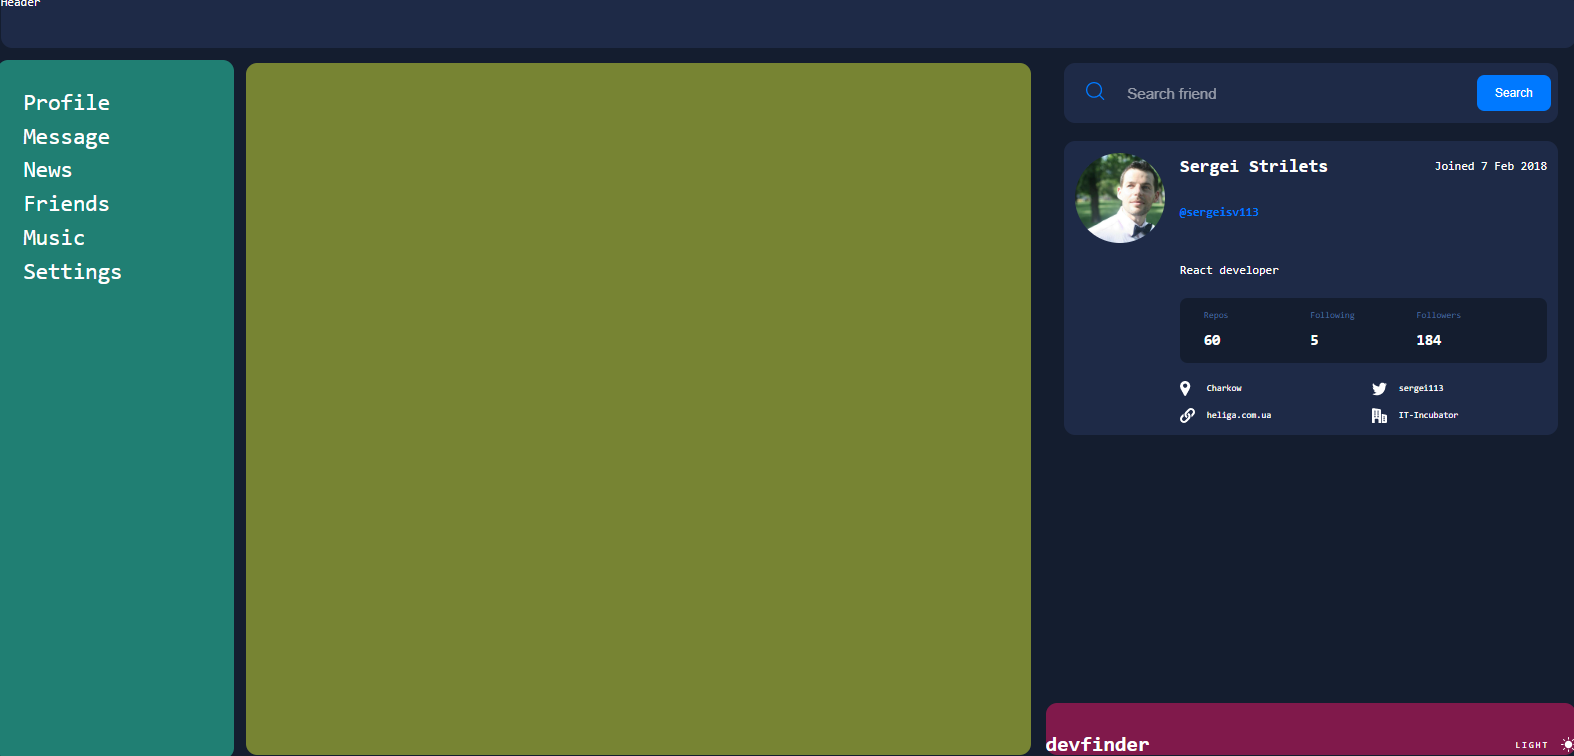 Header
Profile
Message
News
Friends
Music
Settings
Search friend
Search
Sergei Strilets
Joined 7 Feb 2018
@sergeisv113
React developer
Repos Following Followers
60 5 184
Charkow sergei113
heliga.com.ua IT-Incubator
devfinder
LIGHT